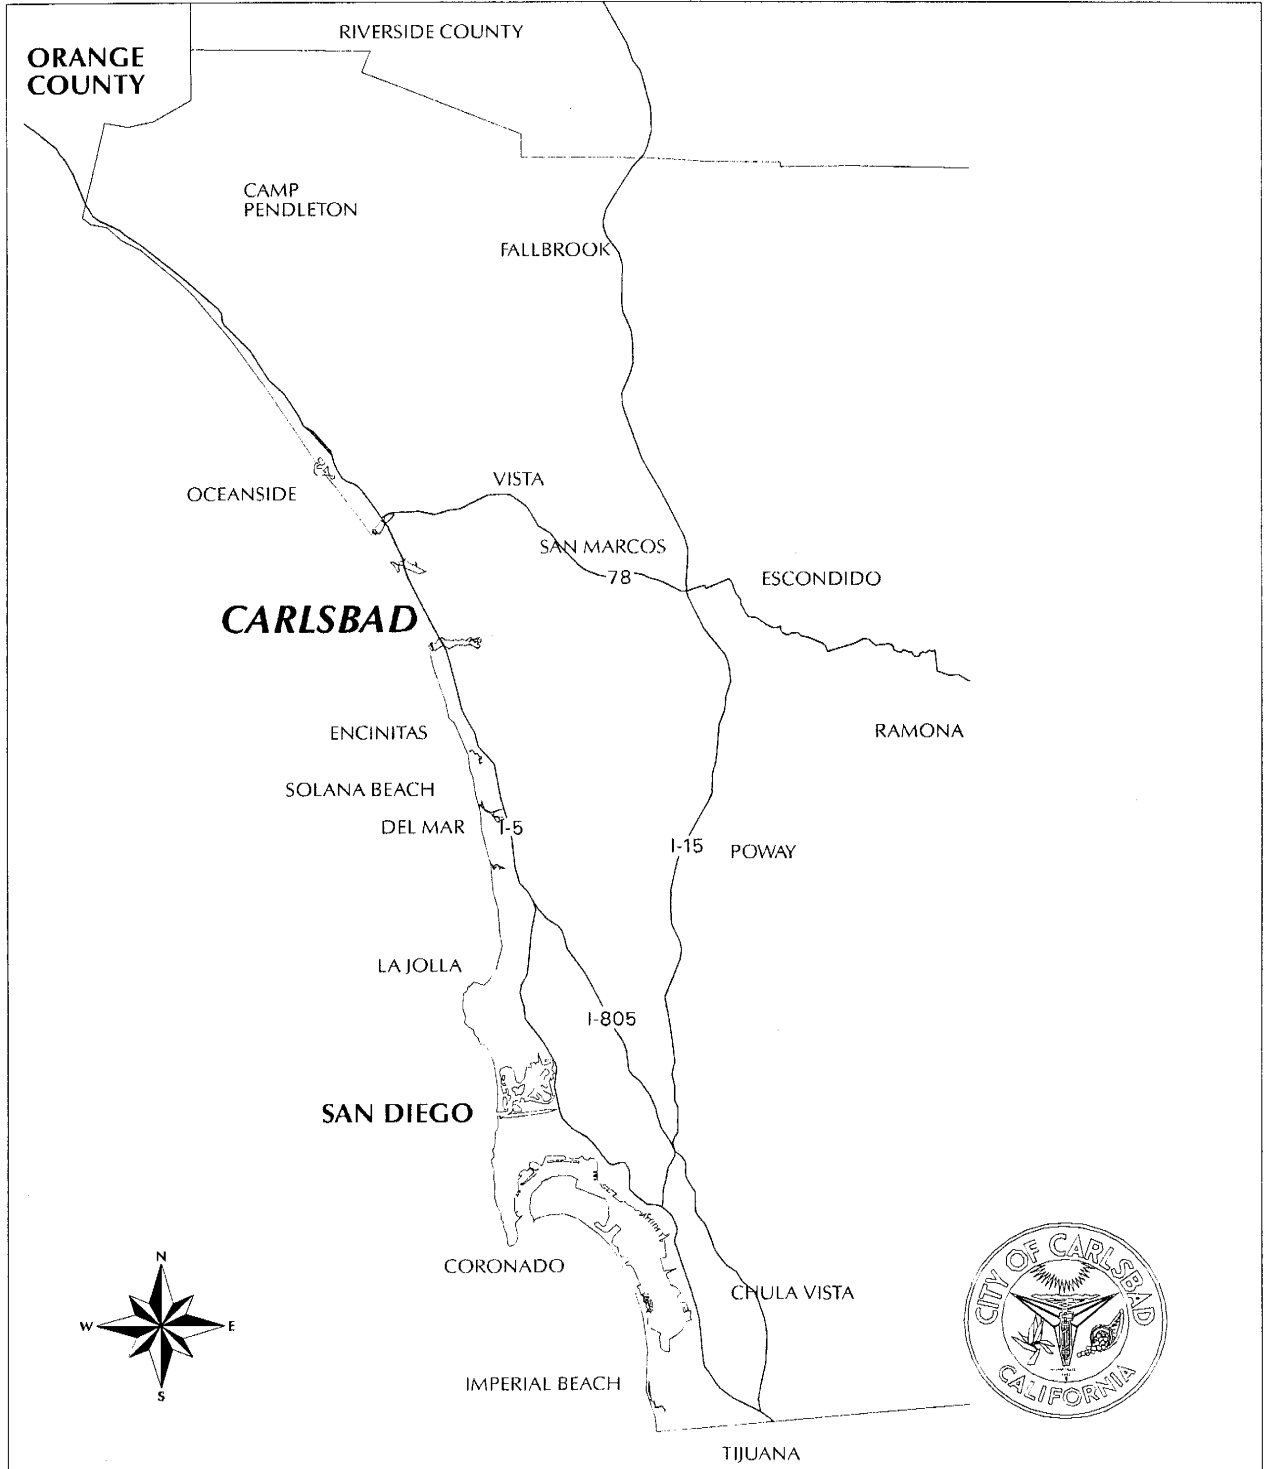 RIVERSIDE COUNTY
ORANGE
COUNTY
CAMP
PENDLETON
FALLBROOK
VISTA
OCEANSIDE
SAN MARCOS
78
ESCONDIDO
CARLSBAD
ENCINITAS
RAMONA
SOLANA BEACH
DEL MAR
I-5
I-15
POWAY
LA JOLLA
I-805
SAN DIEGO
CORONADO
CHULA VISTA
IMPERIAL BEACH
TIJUANA
N
W
E
S
CITY OF CARLSBAD
CALIFORNIA